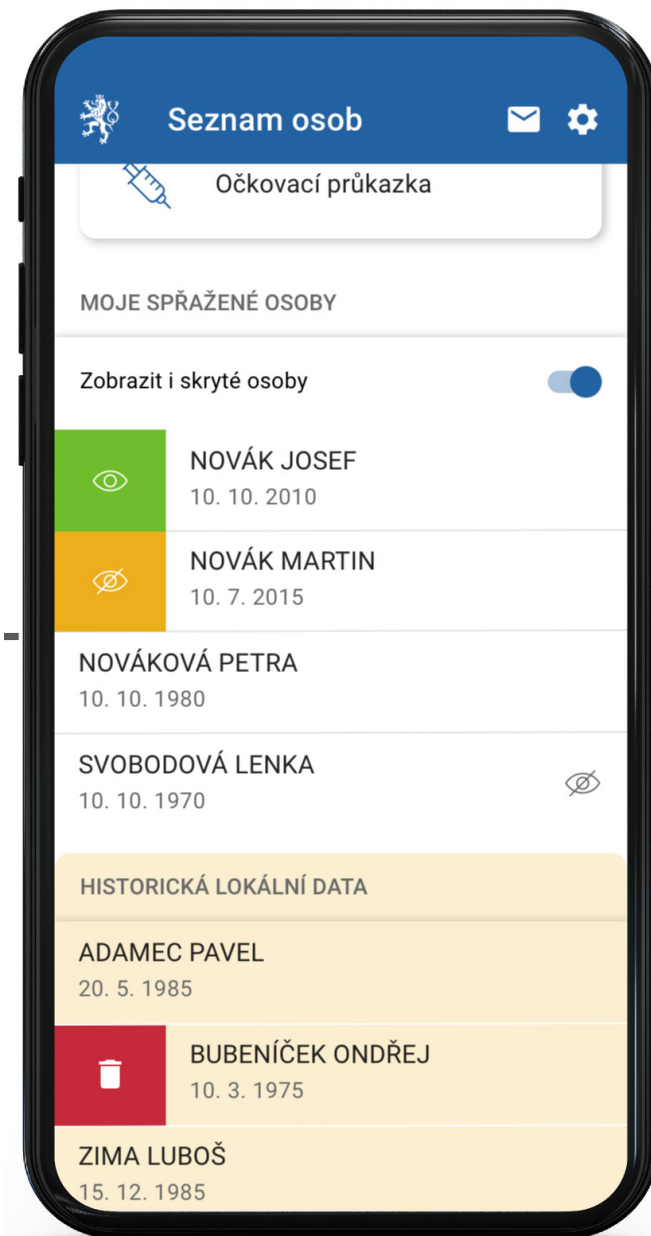 Seznam osob
Očkovací průkazka
MOJE SPŘAŽENÉ OSOBY
Zobrazit i skryté osoby
NOVÁK JOSEF
10. 10. 2010
NOVÁK MARTIN
10. 7. 2015
NOVÁKOVÁ PETRA
10. 10. 1980
SVOBODOVÁ LENKA
10. 10. 1970
HISTORICKÁ LOKÁLNÍ DATA
ADAMEC PAVEL
20. 5. 1985
BUBENÍČEK ONDŘEJ
10. 3. 1975
ZIMA LUBOŠ
15. 12. 1985